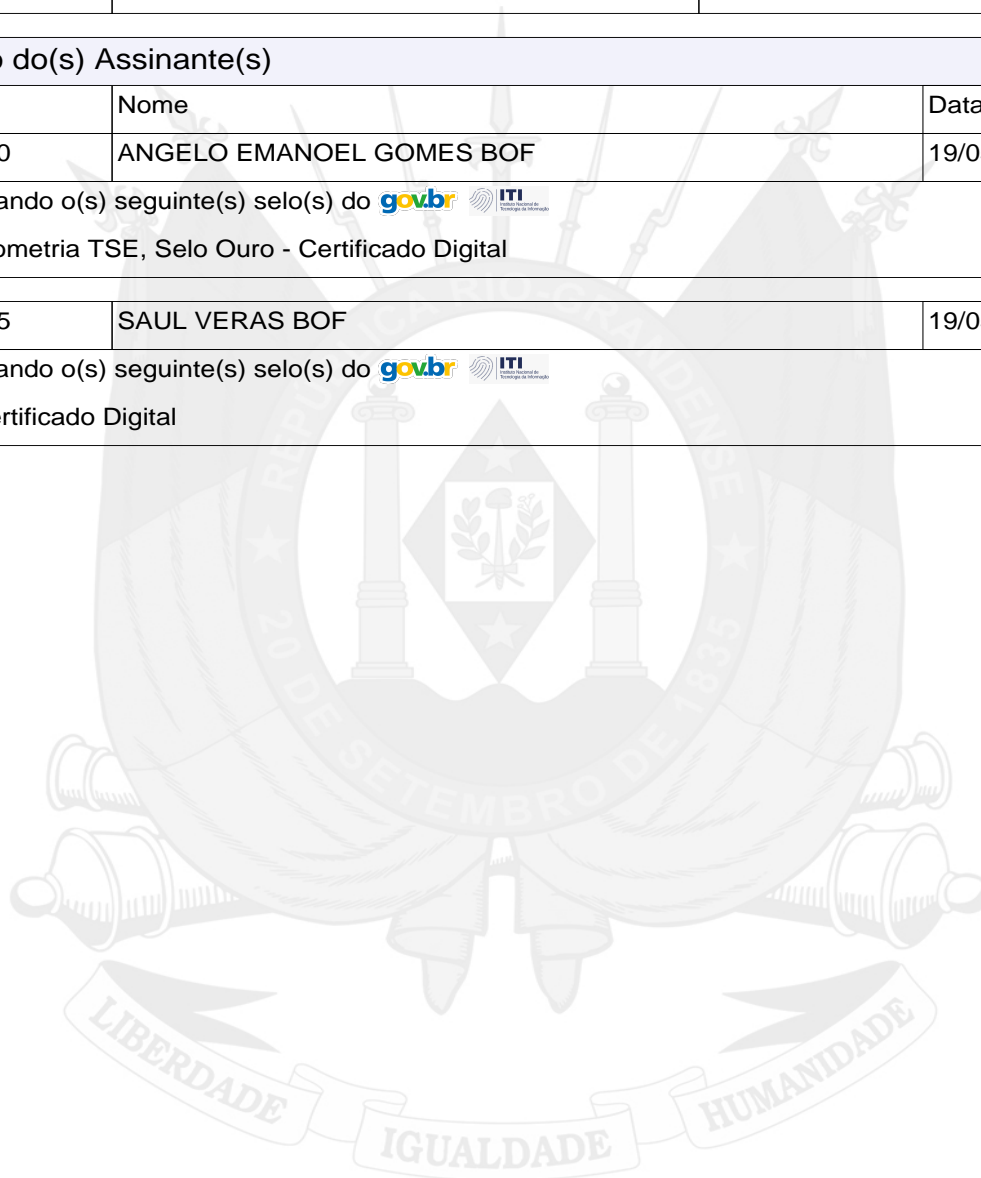 o do(s) Assinante(s)
Nome Data
0 ANGELO EMANOEL GOMES BOF 19/0
ando o(s) seguinte(s) selo(s) do gov.br ITI
ometria TSE, Selo Ouro - Certificado Digital
5 SAUL VERAS BOF 19/0
ando o(s) seguinte(s) selo(s) do gov.br ITI
ertificado Digital
REPÚBLICA RIO-GRANDENSE
20 DE SETEMBRO DE 1835
LIBERDADE IGUALDADE HUMANIDADE